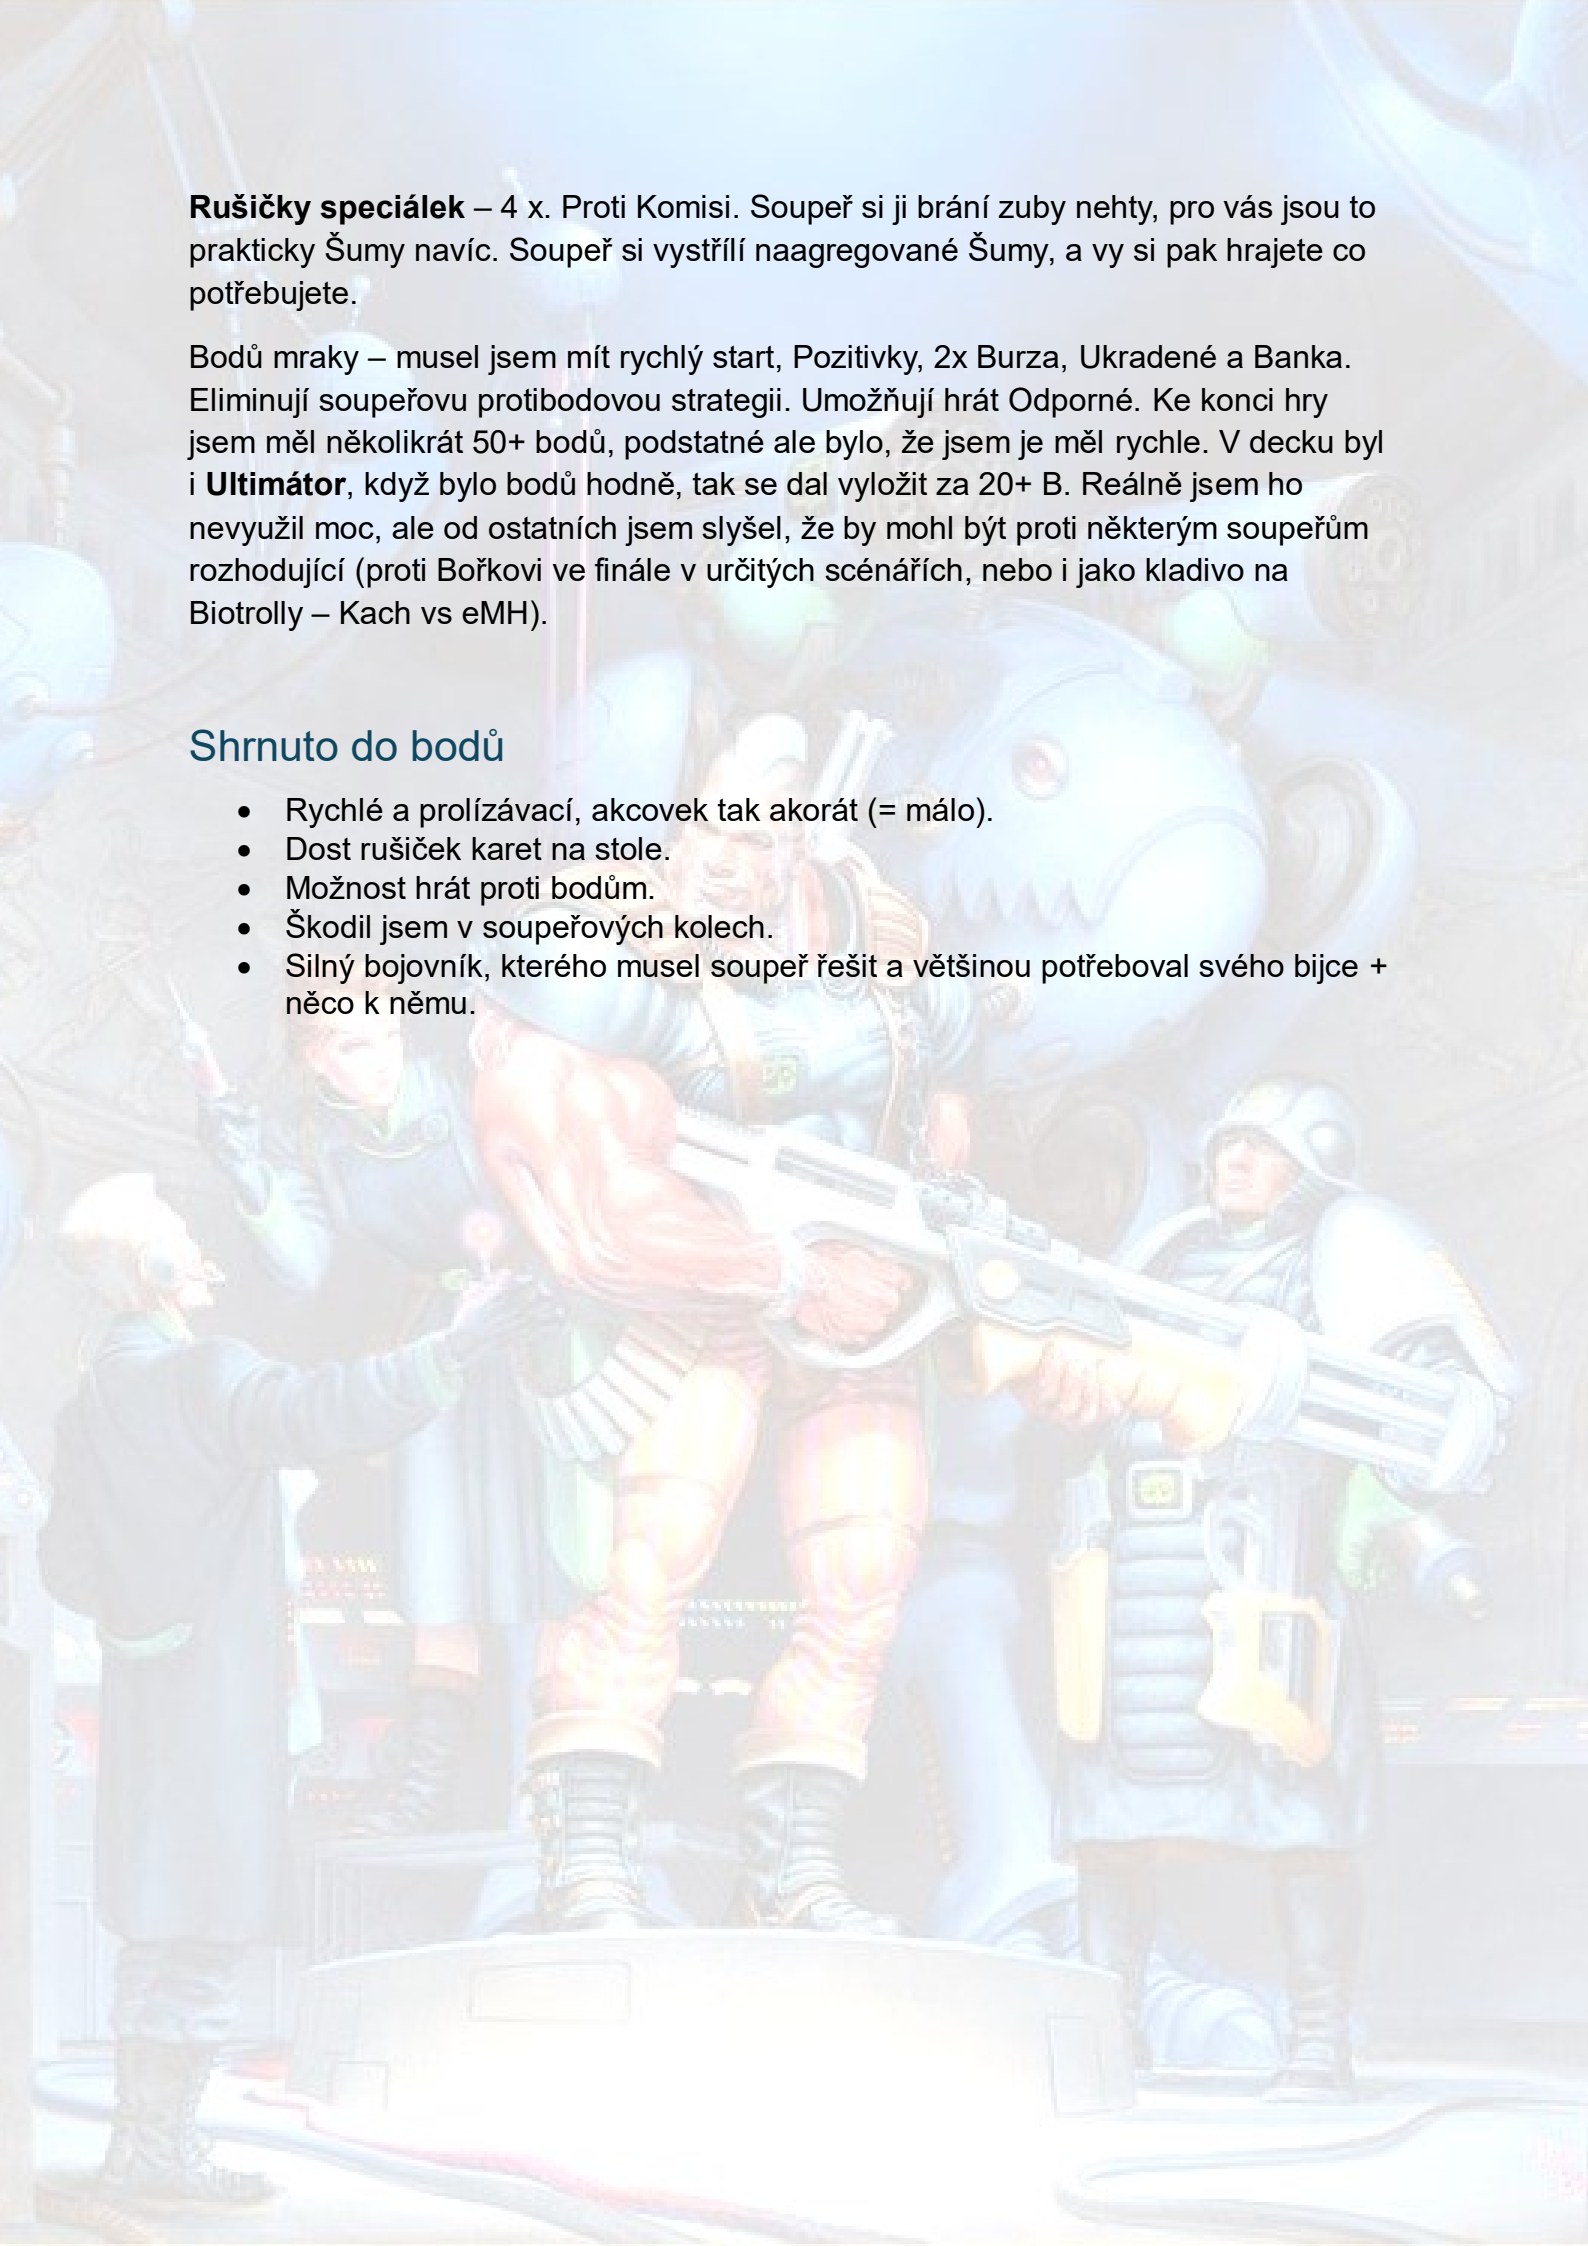 Rušičky speciálek – 4 x. Proti Komisi. Soupeř si ji brání zuby nehty, pro vás jsou to
prakticky Šumy navíc. Soupeř si vystřílí naagregované Šumy, a vy si pak hrajete co
potřebujete.
Bodů mraky – musel jsem mít rychlý start, Pozitivky, 2x Burza, Ukradené a Banka.
Eliminují soupeřovu protibodovou strategii. Umožňují hrát Odporné. Ke konci hry
jsem měl několikrát 50+ bodů, podstatné ale bylo, že jsem je měl rychle. V decku byl
i Ultimátor, když bylo bodů hodně, tak se dal vyložit za 20+ B. Reálně jsem ho
nevyužil moc, ale od ostatních jsem slyšel, že by mohl být proti některým soupeřům
rozhodující (proti Bořkovi ve finále v určitých scénářích, nebo i jako kladivo na
Biotrolly – Kach vs eMH).
Shrnuto do bodů
• Rychlé a prolízávací, akcovek tak akorát (= málo).
• Dost rušiček karet na stole.
• Možnost hrát proti bodům.
• Škodil jsem v soupeřových kolech.
• Silný bojovník, kterého musel soupeř řešit a většinou potřeboval svého bijce +
něco k němu.